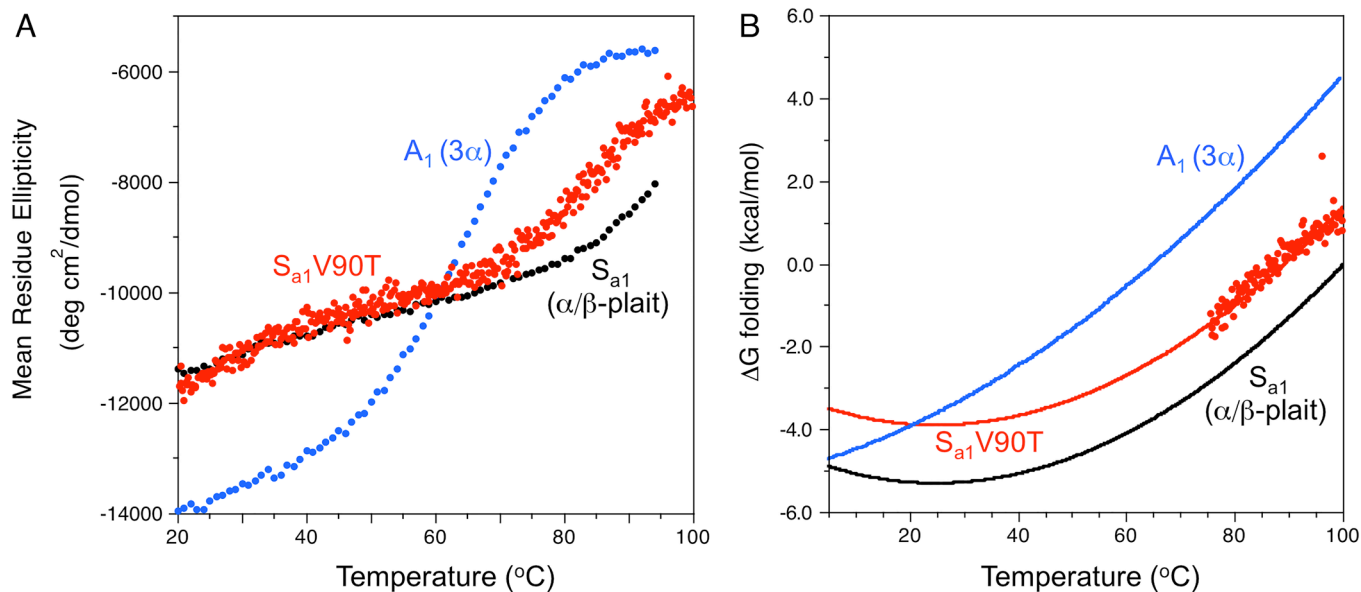 A
Mean Residue Ellipticity
(deg cm²/dmol)
-6000
-8000
-10000
-12000
-14000
A₁ (3α)
Sₐ₁V90T
Sₐ₁
(α/β-plait)
20
40
60
80
100
Temperature (°C)
B
ΔG folding (kcal/mol)
6.0
4.0
2.0
0.0
-2.0
-4.0
-6.0
A₁ (3α)
Sₐ₁
(α/β-plait)
Sₐ₁V90T
20
40
60
80
100
Temperature (°C)